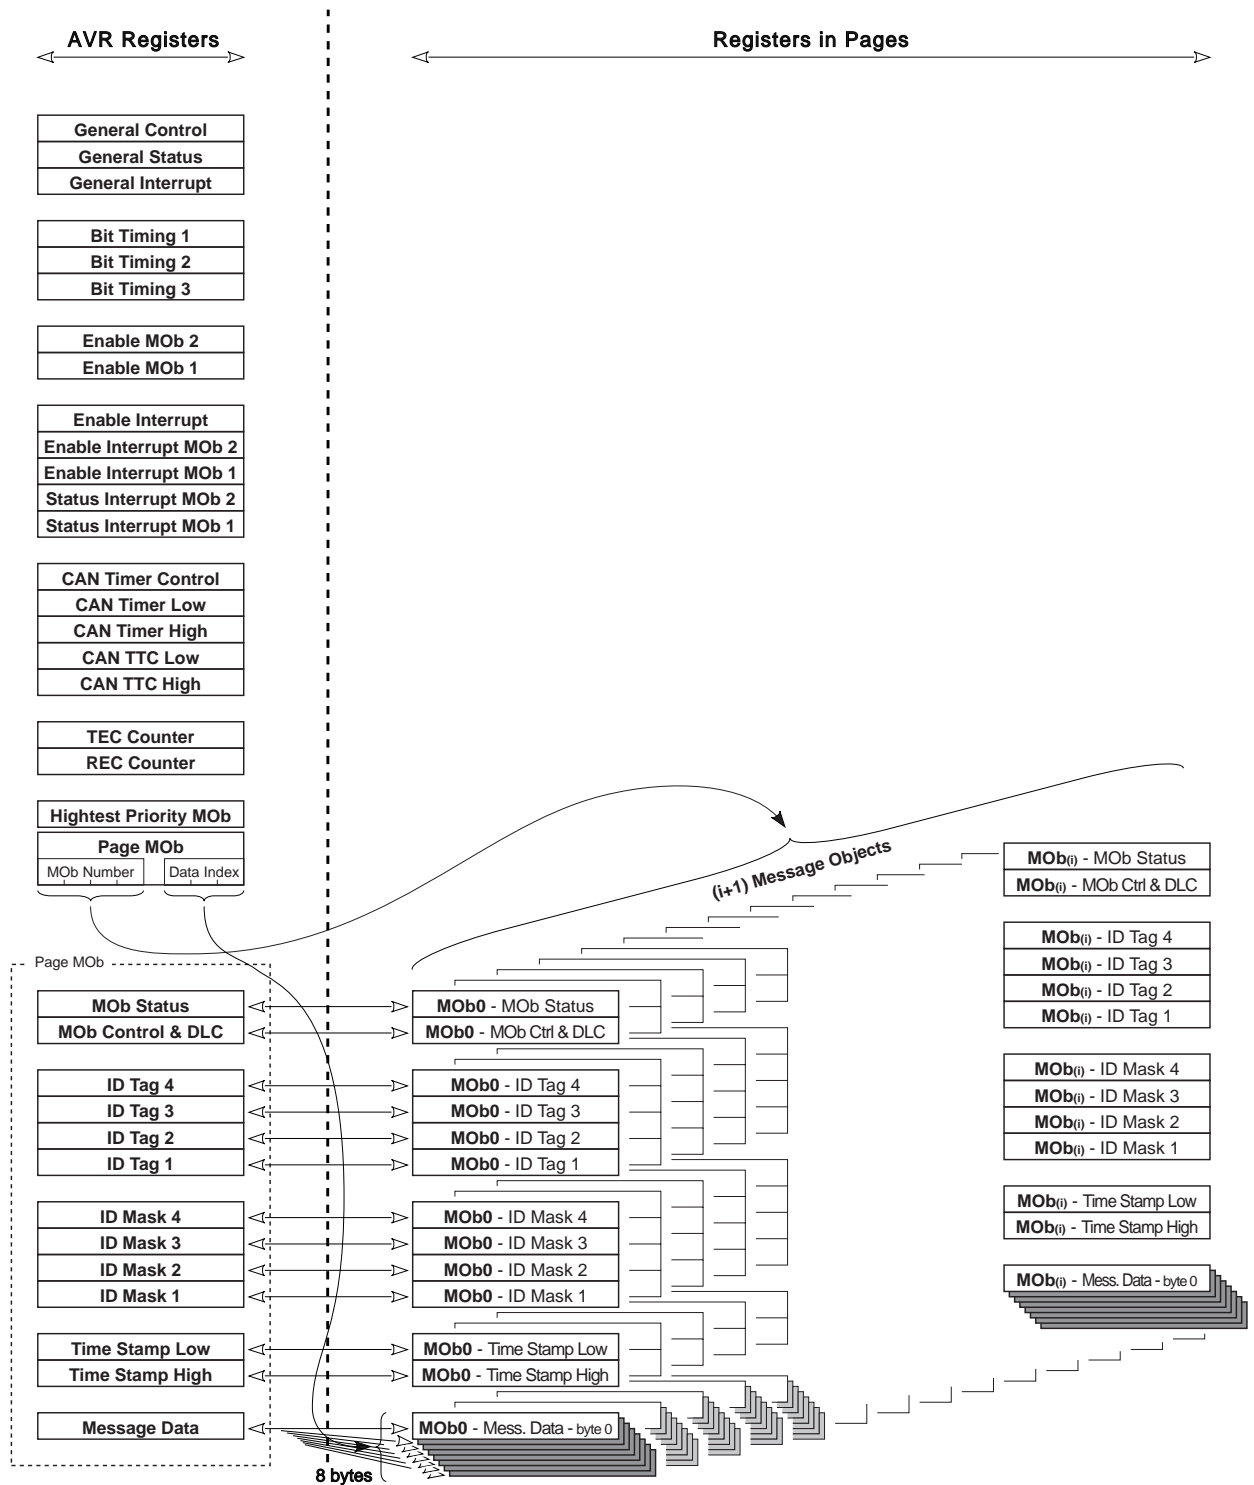 AVR Registers
Registers in Pages
General Control
General Status
General Interrupt
Bit Timing 1
Bit Timing 2
Bit Timing 3
Enable MOb 2
Enable MOb 1
Enable Interrupt
Enable Interrupt MOb 2
Enable Interrupt MOb 1
Status Interrupt MOb 2
Status Interrupt MOb 1
CAN Timer Control
CAN Timer Low
CAN Timer High
CAN TTC Low
CAN TTC High
TEC Counter
REC Counter
Hightest Priority MOb
Page MOb
MOb Number
Data Index
Page MOb
MOb Status
MOb Control & DLC
ID Tag 4
ID Tag 3
ID Tag 2
ID Tag 1
ID Mask 4
ID Mask 3
ID Mask 2
ID Mask 1
Time Stamp Low
Time Stamp High
Message Data
8 bytes
MOb0 - MOb Status
MOb0 - MOb Ctrl & DLC
MOb0 - ID Tag 4
MOb0 - ID Tag 3
MOb0 - ID Tag 2
MOb0 - ID Tag 1
MOb0 - ID Mask 4
MOb0 - ID Mask 3
MOb0 - ID Mask 2
MOb0 - ID Mask 1
MOb0 - Time Stamp Low
MOb0 - Time Stamp High
MOb0 - Mess. Data - byte 0
(i+1) Message Objects
MOb(i) - MOb Status
MOb(i) - MOb Ctrl & DLC
MOb(i) - ID Tag 4
MOb(i) - ID Tag 3
MOb(i) - ID Tag 2
MOb(i) - ID Tag 1
MOb(i) - ID Mask 4
MOb(i) - ID Mask 3
MOb(i) - ID Mask 2
MOb(i) - ID Mask 1
MOb(i) - Time Stamp Low
MOb(i) - Time Stamp High
MOb(i) - Mess. Data - byte 0